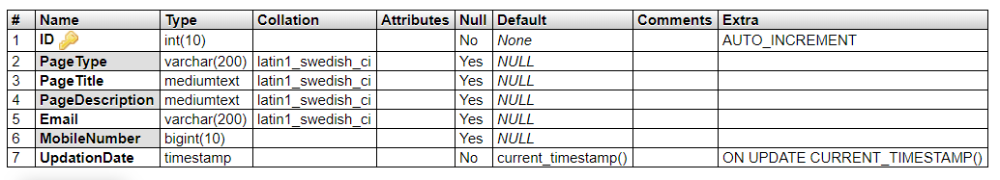 # Name Type Collation Attributes Null Default Comments Extra
1 ID int(10) No None AUTO_INCREMENT
2 PageType varchar(200) latin1_swedish_ci Yes NULL
3 PageTitle mediumtext latin1_swedish_ci Yes NULL
4 PageDescription mediumtext latin1_swedish_ci Yes NULL
5 Email varchar(200) latin1_swedish_ci Yes NULL
6 MobileNumber bigint(10) Yes NULL
7 UpdationDate timestamp No current_timestamp() ON UPDATE CURRENT_TIMESTAMP()